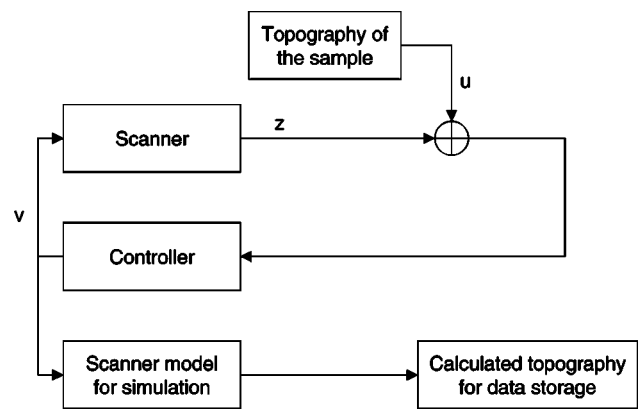 Topography of
the sample
u
Scanner
z
v
Controller
Scanner model
for simulation
Calculated topography
for data storage